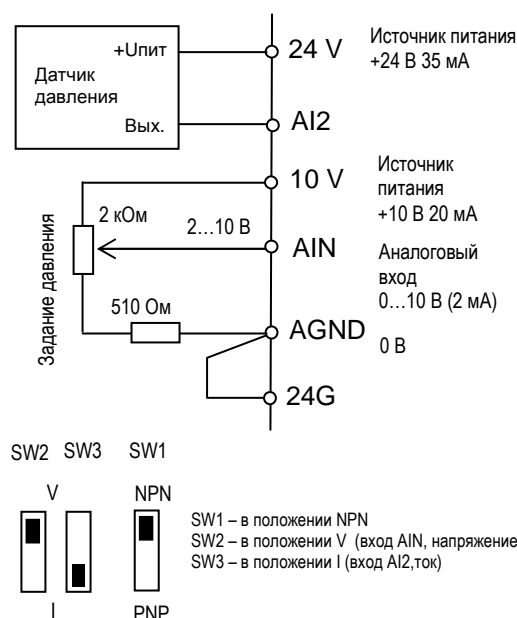 +Uпит
Датчик
давления
Вых.
24 V
Источник питания
+24 В 35 мА
AI2
10 V
Источник
питания
+10 В 20 мА
2 кОм
2…10 В
AIN
Аналоговый
вход
0…10 В (2 мА)
Задание давления
510 Ом
AGND
0 В
24G
SW2 SW3 SW1
V NPN
SW1 – в положении NPN
SW2 – в положении V (вход AIN, напряжение
SW3 – в положении I (вход AI2,ток)
I PNP